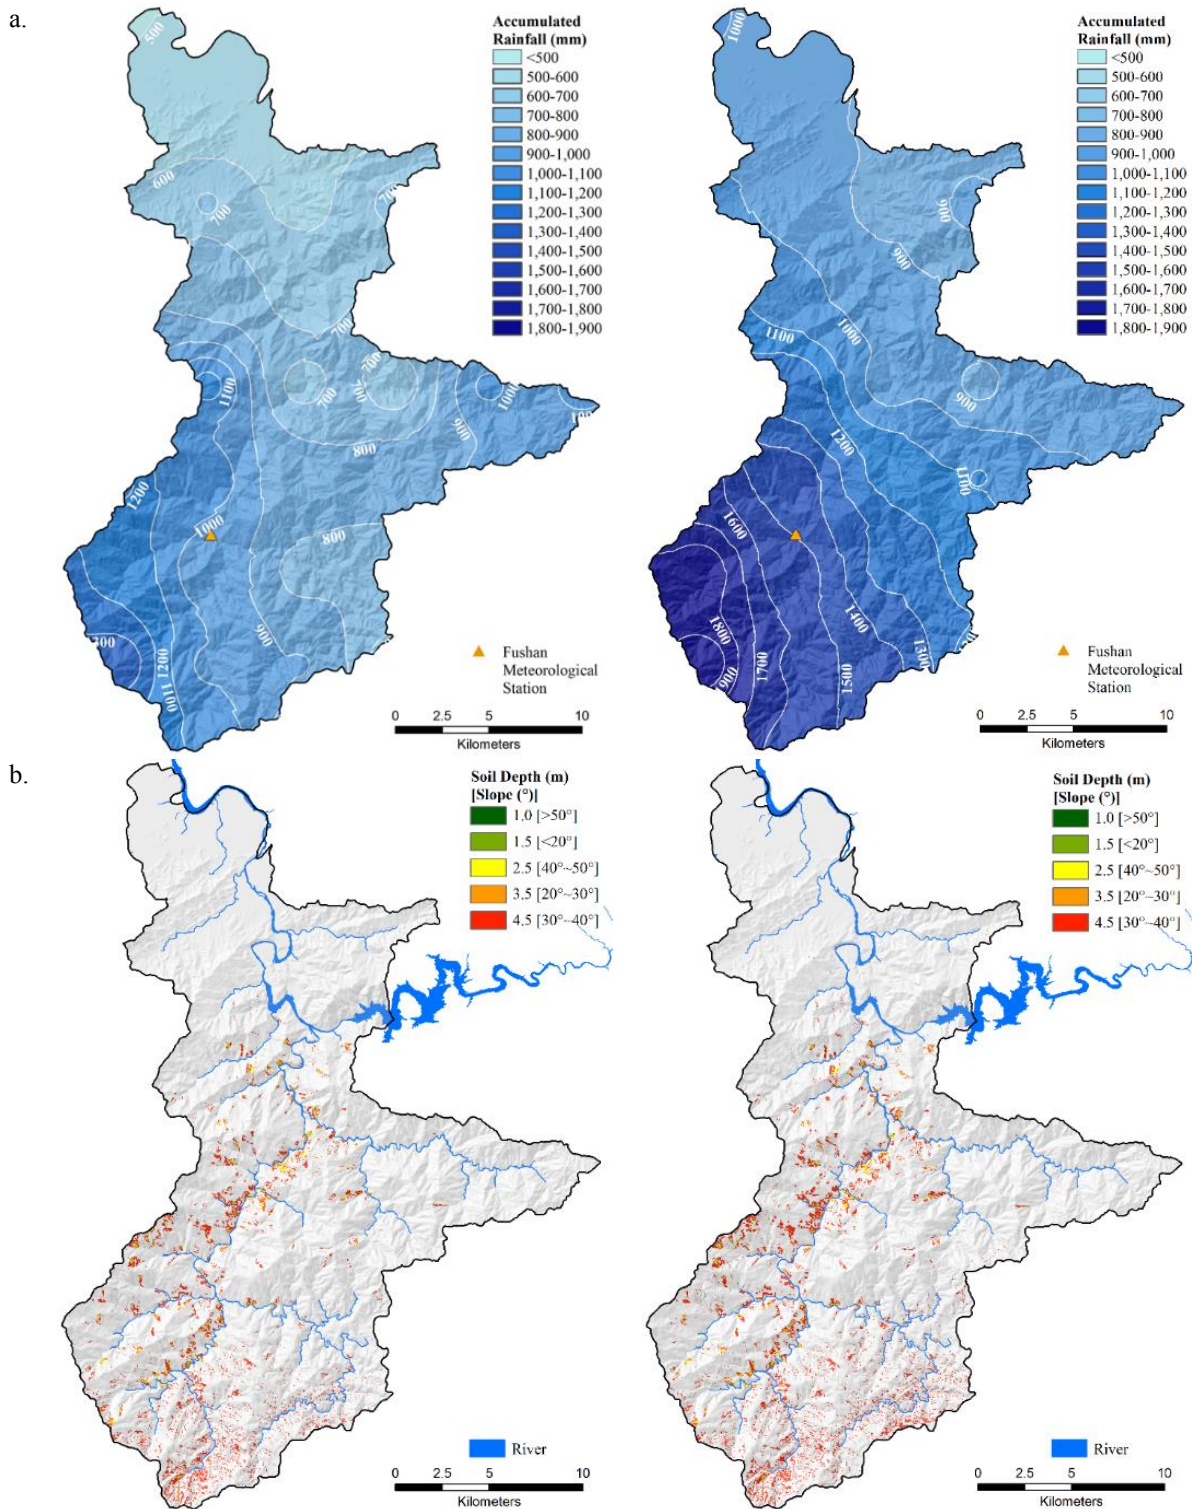 a.
Accumulated
Rainfall (mm)
<500
500-600
600-700
700-800
800-900
900-1,000
1,000-1,100
1,100-1,200
1,200-1,300
1,300-1,400
1,400-1,500
1,500-1,600
1,600-1,700
1,700-1,800
1,800-1,900
500
600
700
700
700
700
700
700
1100
1000
800
900
1200
1000
800
900
1200
1100
Fushan
Meteorological
Station
0 2.5 5 10
Kilometers
Accumulated
Rainfall (mm)
<500
500-600
600-700
700-800
800-900
900-1,000
1,000-1,100
1,100-1,200
1,200-1,300
1,300-1,400
1,400-1,500
1,500-1,600
1,600-1,700
1,700-1,800
1,800-1,900
1000
900
900
1000
1100
900
1200
1100
1600
1400
1800
1300
1900
1700
1500
Fushan
Meteorological
Station
0 2.5 5 10
Kilometers
b.
Soil Depth (m)
[Slope (°)]
1.0 [>50°]
1.5 [<20°]
2.5 [40°~50°]
3.5 [20°~30°]
4.5 [30°~40°]
River
0 2.5 5 10
Kilometers
Soil Depth (m)
[Slope (°)]
1.0 [>50°]
1.5 [<20°]
2.5 [40°~50°]
3.5 [20°~30°]
4.5 [30°~40°]
River
0 2.5 5 10
Kilometers